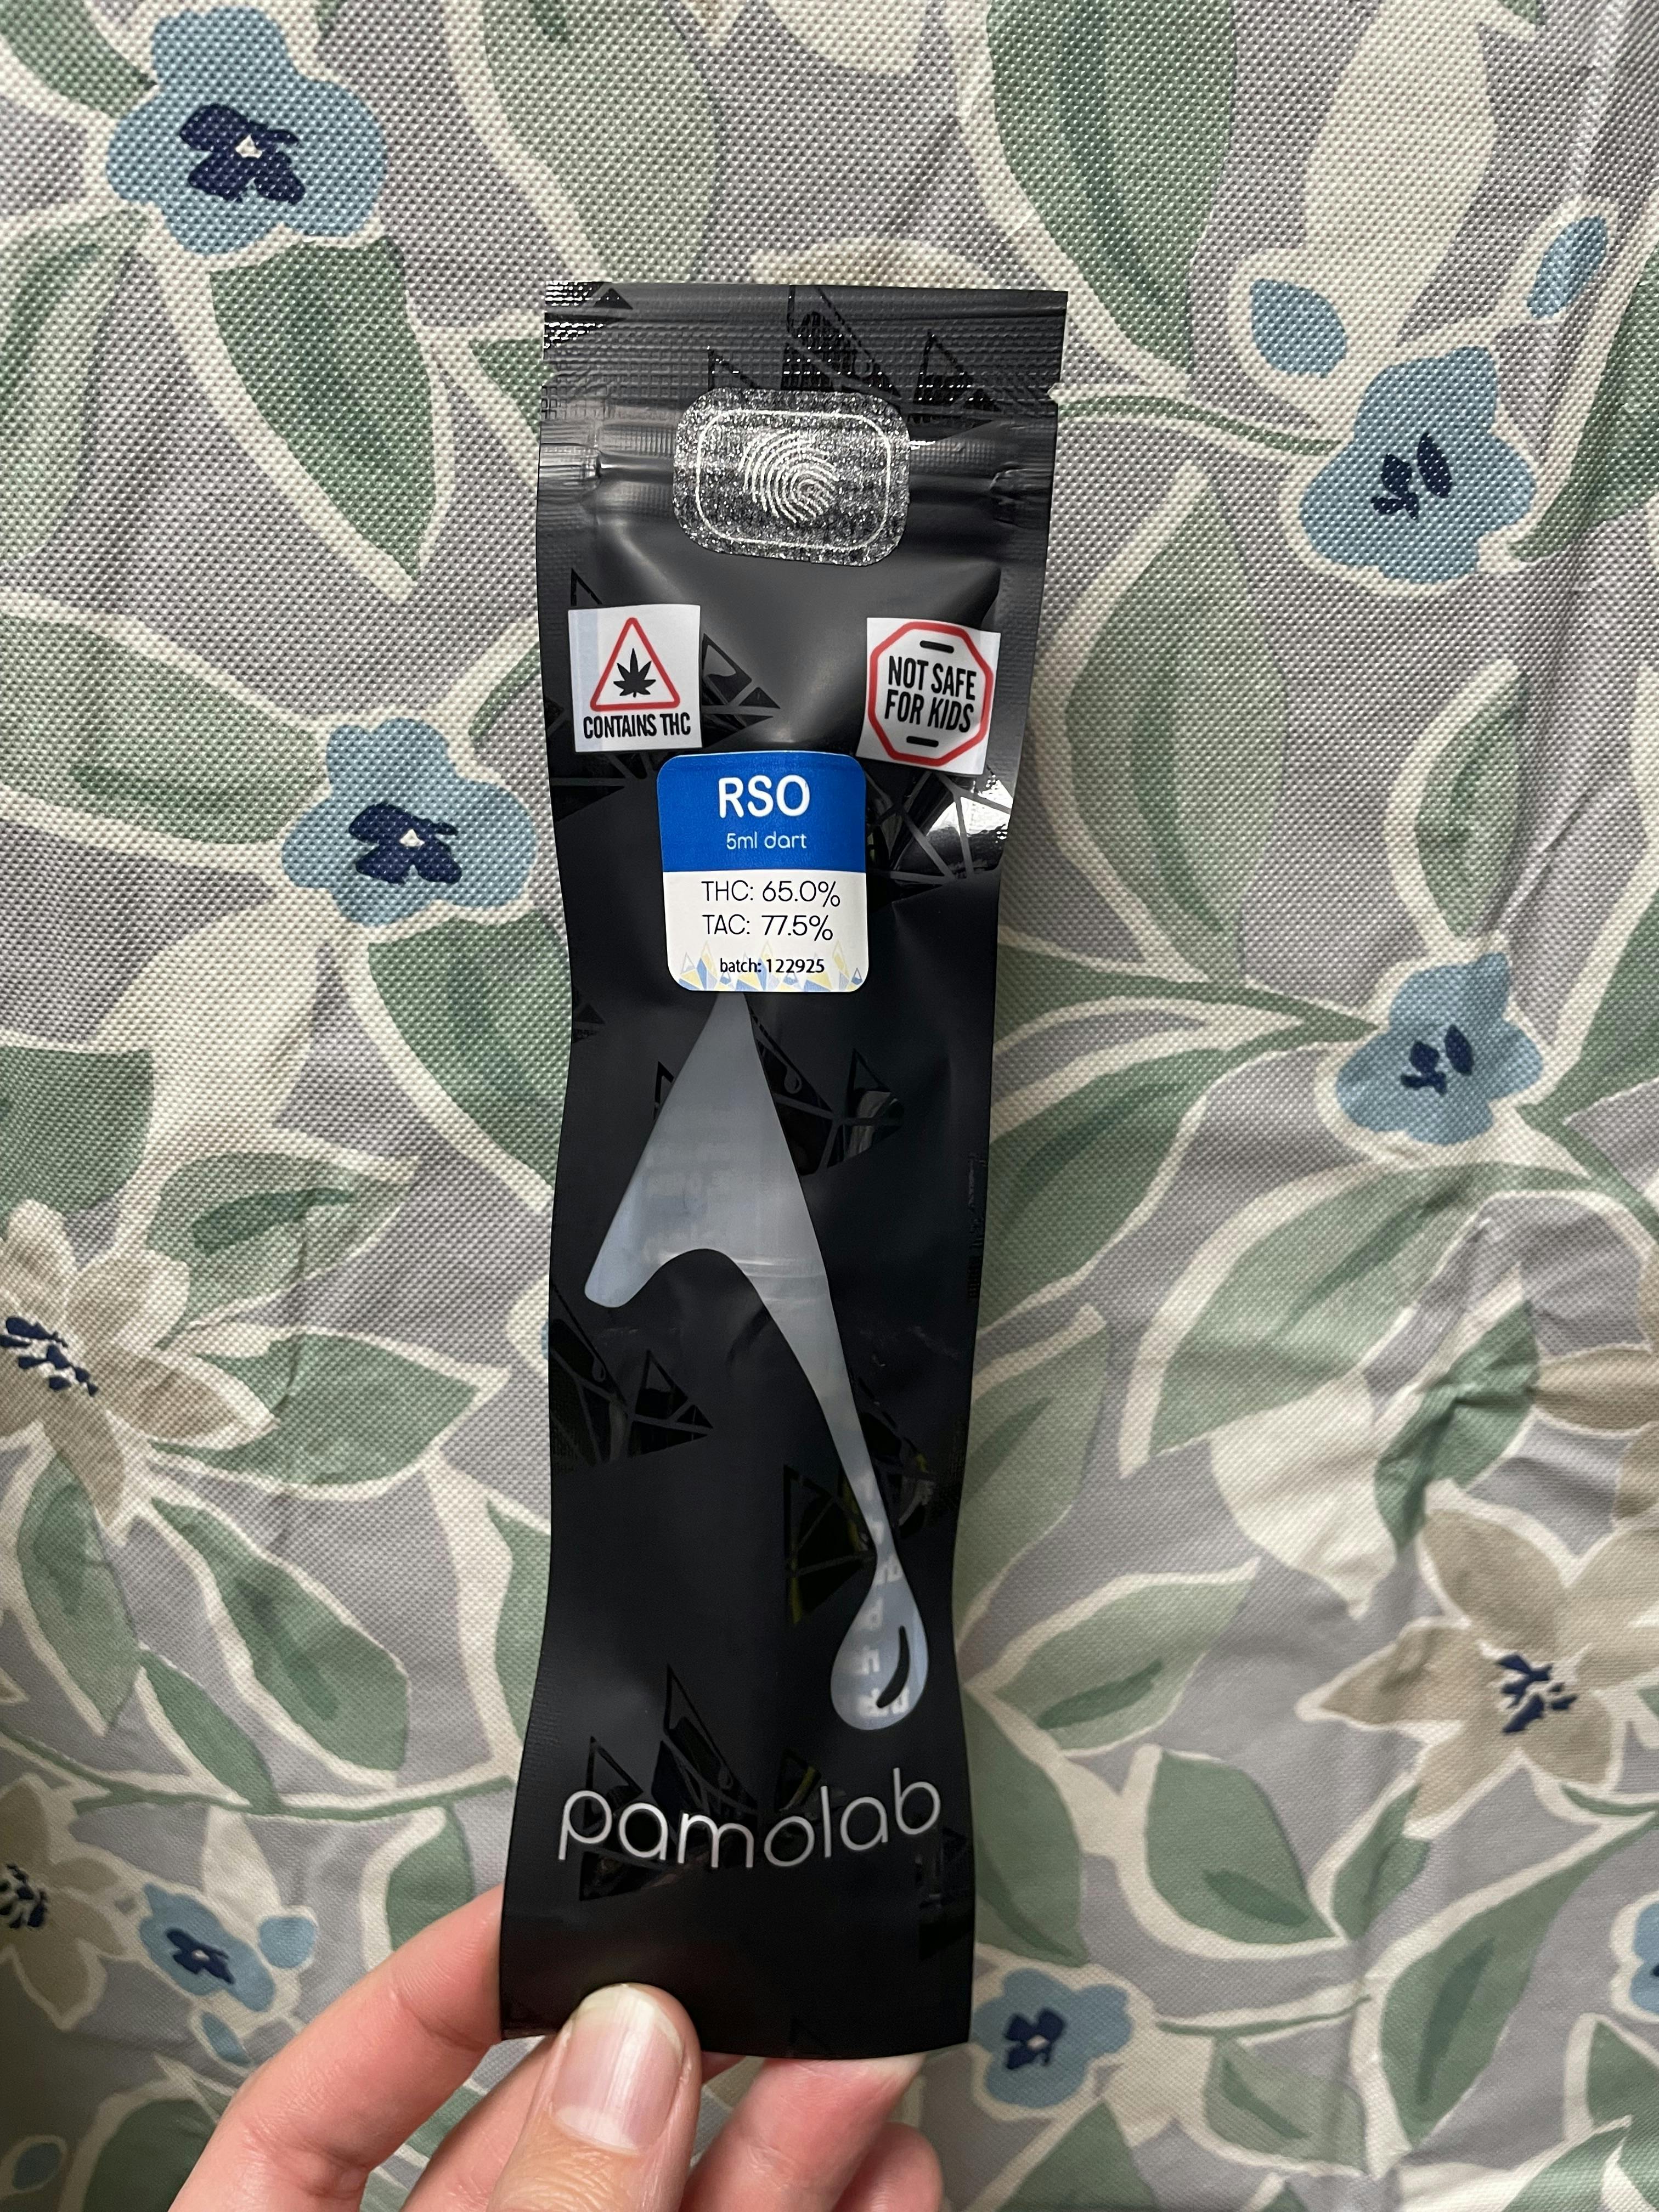 CONTAINS THC
NOT SAFE
FOR KIDS
RSO
5ml dart
THC: 65.0%
TAC: 77.5%
batch: 122925
pamolab